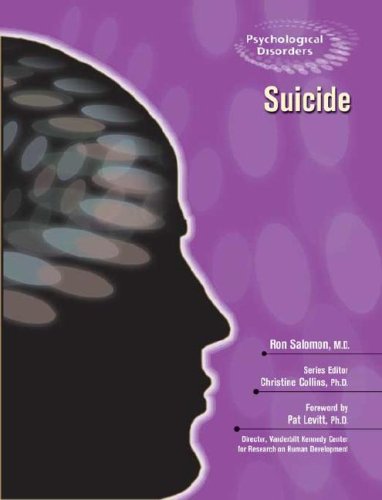 Psychological
Disorders
Suicide
Ron Salomon, M.D.
Series Editor
Christine Collins, Ph.D.
Foreword by
Pat Levitt, Ph.D.
Director, Vanderbilt Kennedy Center
for Research on Human Development